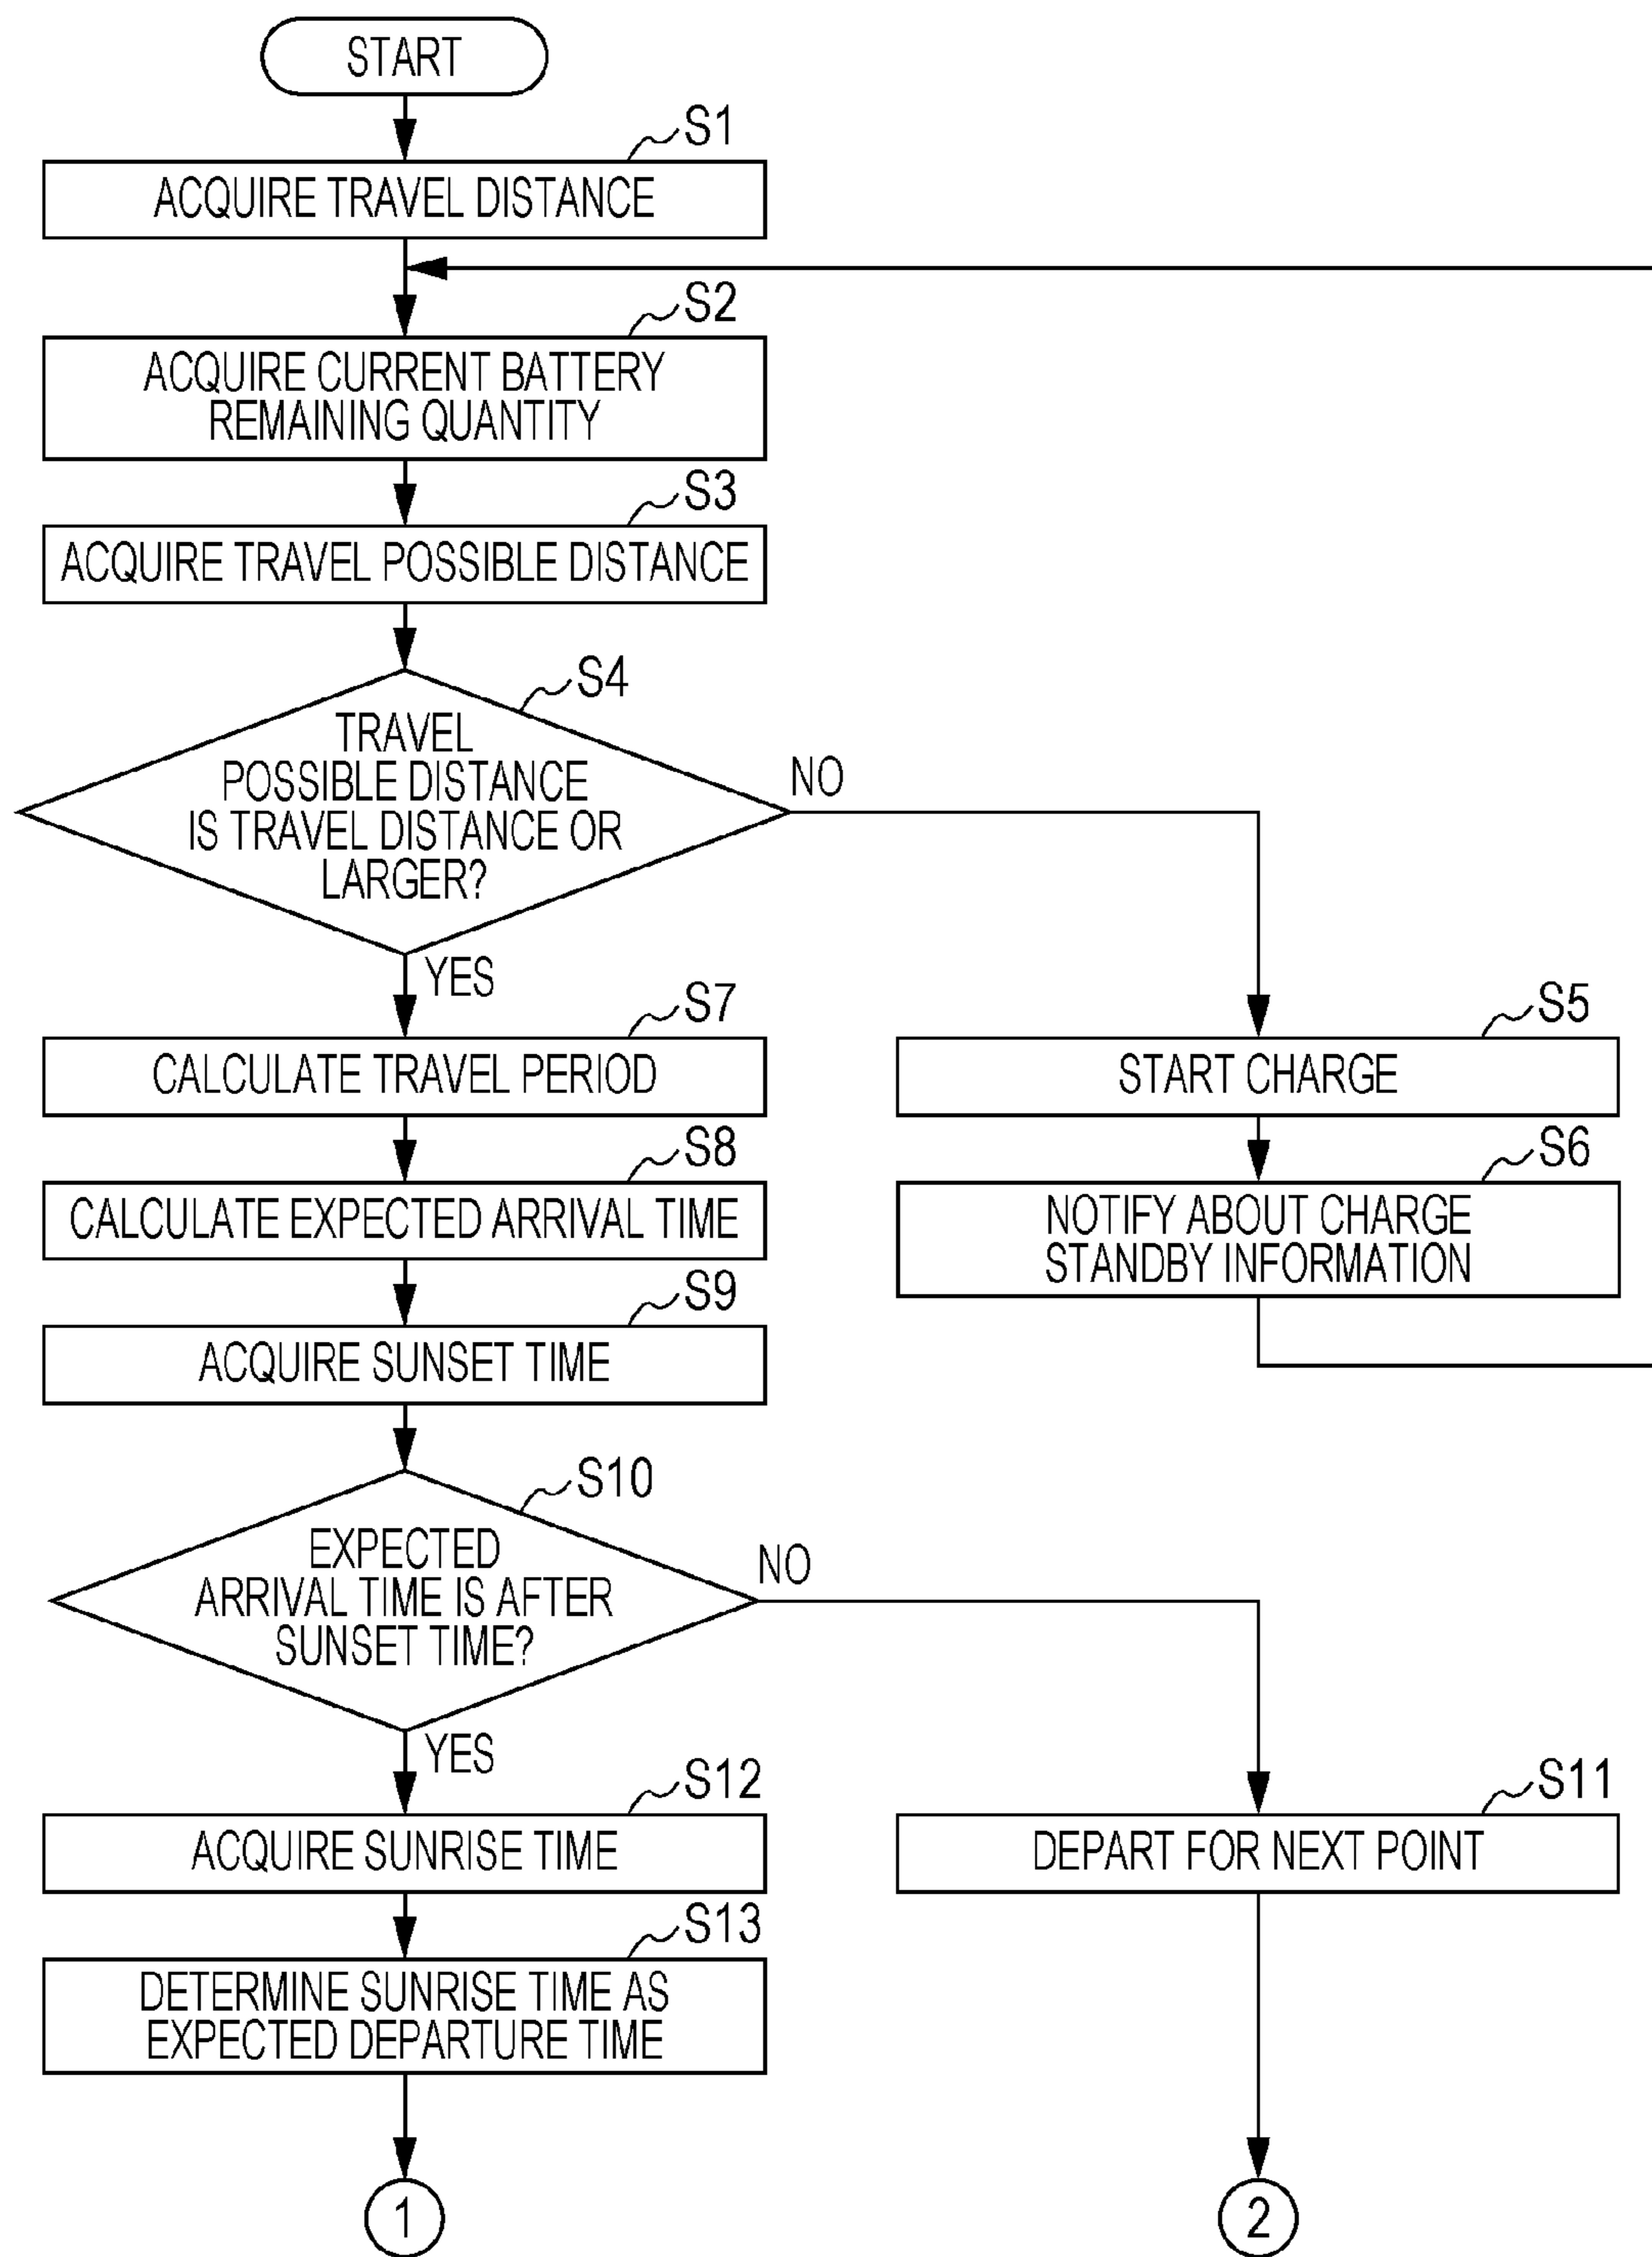 START
S1
ACQUIRE TRAVEL DISTANCE
S2
ACQUIRE CURRENT BATTERY
REMAINING QUANTITY
S3
ACQUIRE TRAVEL POSSIBLE DISTANCE
S4
TRAVEL
POSSIBLE DISTANCE
IS TRAVEL DISTANCE OR
LARGER?
NO
YES
S7
CALCULATE TRAVEL PERIOD
S5
START CHARGE
S8
CALCULATE EXPECTED ARRIVAL TIME
S6
NOTIFY ABOUT CHARGE
STANDBY INFORMATION
S9
ACQUIRE SUNSET TIME
S10
EXPECTED
ARRIVAL TIME IS AFTER
SUNSET TIME?
NO
YES
S12
ACQUIRE SUNRISE TIME
S11
DEPART FOR NEXT POINT
S13
DETERMINE SUNRISE TIME AS
EXPECTED DEPARTURE TIME
1
2